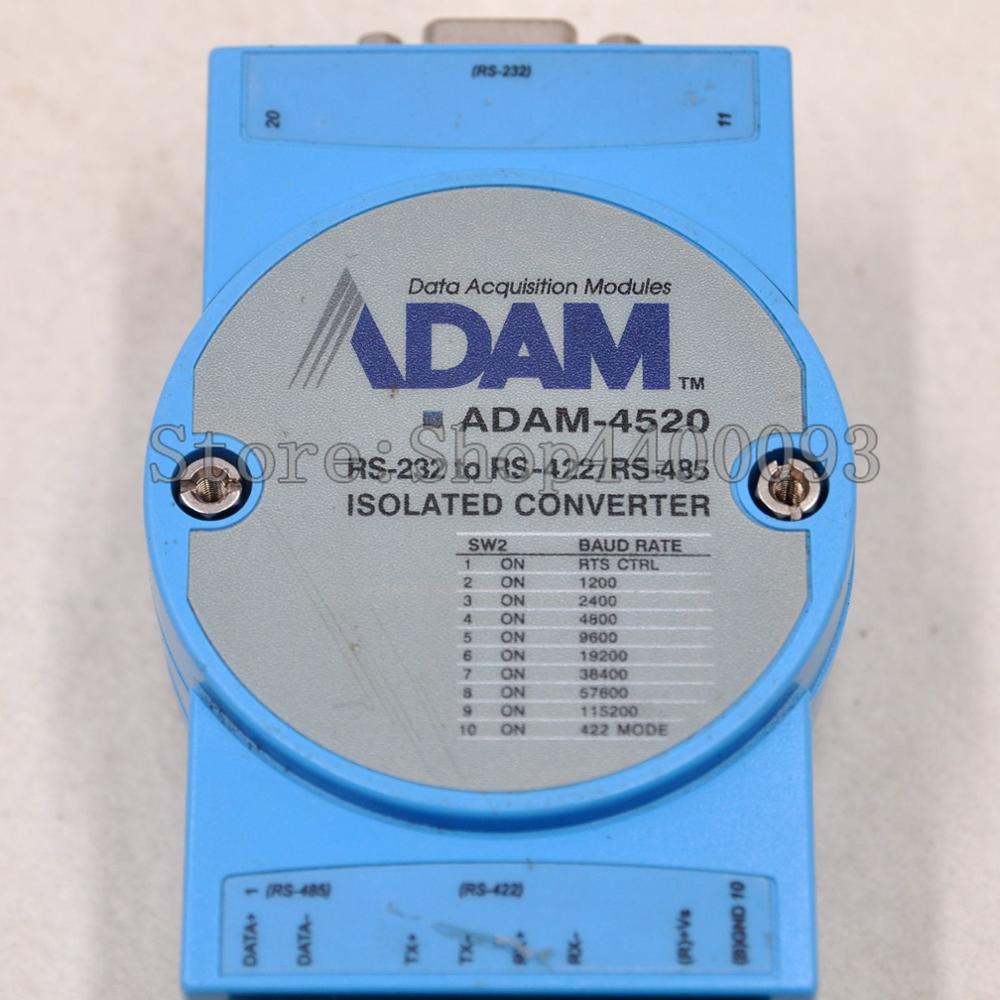 (RS-232)
20
11
Data Acquisition Modules
ADAM TM
ADAM-4520
Store: Shop4400093
RS-232 to RS-422/RS-485
ISOLATED CONVERTER
SW2 BAUD RATE
1 ON RTS CTRL
2 ON 1200
3 ON 2400
4 ON 4800
5 ON 9600
6 ON 19200
7 ON 38400
8 ON 57600
9 ON 115200
10 ON 422 MODE
1 (RS-485) (RS-422) 10
DATA+
DATA-
TX+
TX-
RX+
RX-
(R)+Vs
(B)GND